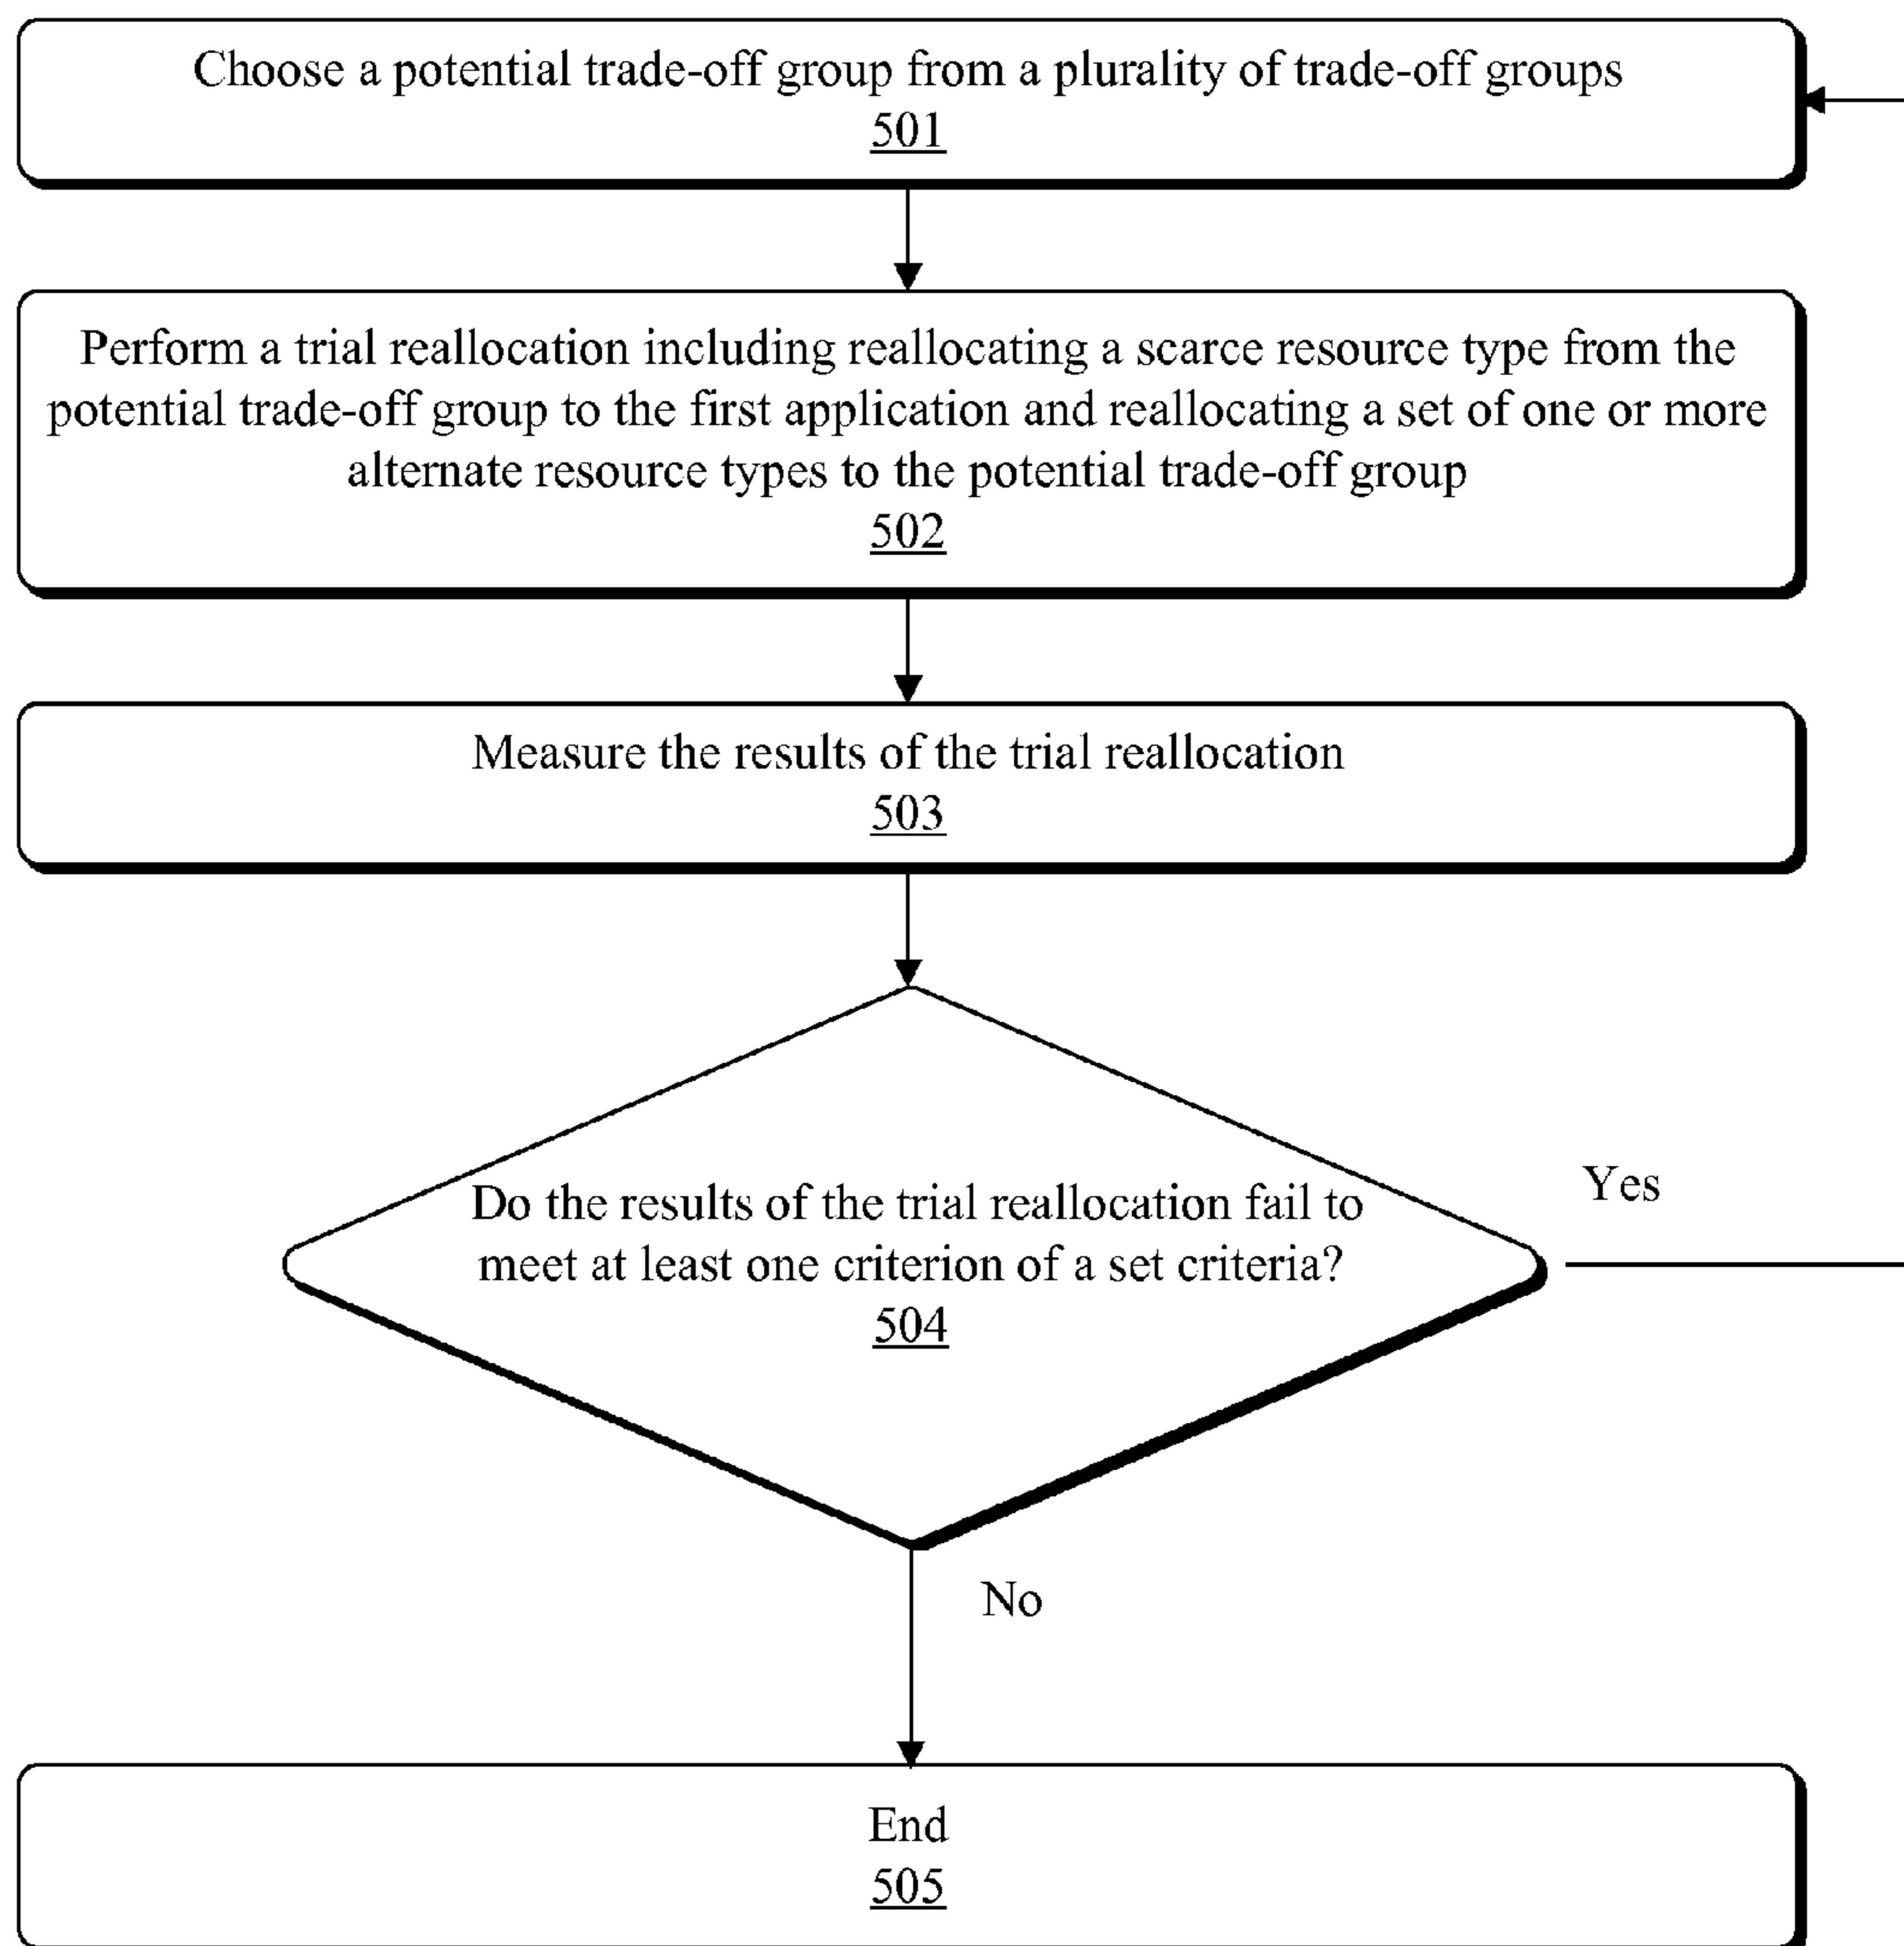 Choose a potential trade-off group from a plurality of trade-off groups
501
Perform a trial reallocation including reallocating a scarce resource type from the
potential trade-off group to the first application and reallocating a set of one or more
alternate resource types to the potential trade-off group
502
Measure the results of the trial reallocation
503
Do the results of the trial reallocation fail to
meet at least one criterion of a set criteria?
504
Yes
No
End
505